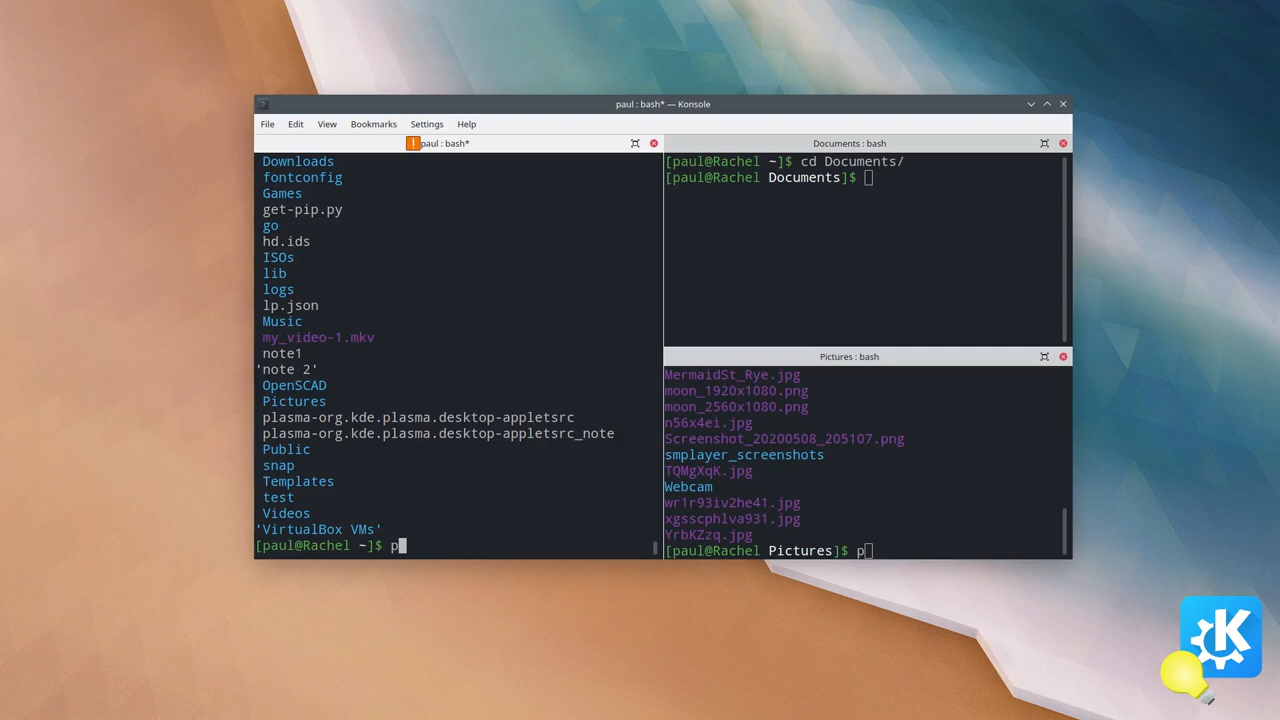 paul : bash* — Konsole
File Edit View Bookmarks Settings Help
! paul : bash*
Downloads
fontconfig
Games
get-pip.py
go
hd.ids
ISOs
lib
logs
lp.json
Music
my_video-1.mkv
note1
'note 2'
OpenSCAD
Pictures
plasma-org.kde.plasma.desktop-appletsrc
plasma-org.kde.plasma.desktop-appletsrc_note
Public
snap
Templates
test
Videos
'VirtualBox VMs'
[paul@Rachel ~]$ p
Documents : bash
[paul@Rachel ~]$ cd Documents/
[paul@Rachel Documents]$
Pictures : bash
MermaidSt_Rye.jpg
moon_1920x1080.png
moon_2560x1080.png
n56x4ei.jpg
Screenshot_20200508_205107.png
smplayer_screenshots
TQMgXqK.jpg
Webcam
wr1r93iv2he41.jpg
xgsscphlva931.jpg
YrbKZzq.jpg
[paul@Rachel Pictures]$ p
K